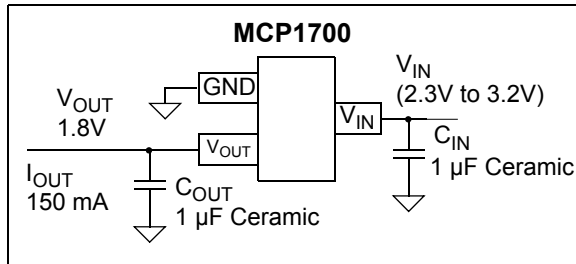 MCP1700
GND
V_IN
(2.3V to 3.2V)
V_OUT
1.8V
V_IN
V_OUT
C_IN
1 µF Ceramic
I_OUT
150 mA
C_OUT
1 µF Ceramic